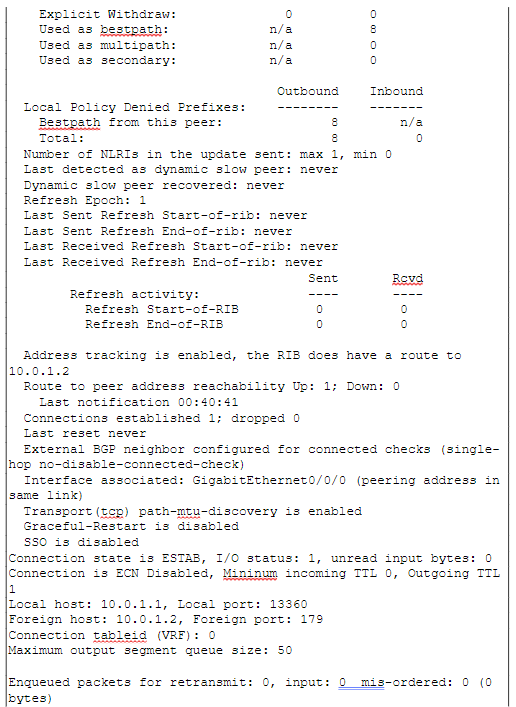 Explicit Withdraw: 0 0
Used as bestpath: n/a 8
Used as multipath: n/a 0
Used as secondary: n/a 0
Outbound Inbound
Local Policy Denied Prefixes: -------- -------
Bestpath from this peer: 8 n/a
Total: 8 0
Number of NLRIs in the update sent: max 1, min 0
Last detected as dynamic slow peer: never
Dynamic slow peer recovered: never
Refresh Epoch: 1
Last Sent Refresh Start-of-rib: never
Last Sent Refresh End-of-rib: never
Last Received Refresh Start-of-rib: never
Last Received Refresh End-of-rib: never
Sent Rcvd
Refresh activity: ---- ----
Refresh Start-of-RIB 0 0
Refresh End-of-RIB 0 0
Address tracking is enabled, the RIB does have a route to
10.0.1.2
Route to peer address reachability Up: 1; Down: 0
Last notification 00:40:41
Connections established 1; dropped 0
Last reset never
External BGP neighbor configured for connected checks (single-
hop no-disable-connected-check)
Interface associated: GigabitEthernet0/0/0 (peering address in
same link)
Transport(tcp) path-mtu-discovery is enabled
Graceful-Restart is disabled
SSO is disabled
Connection state is ESTAB, I/O status: 1, unread input bytes: 0
Connection is ECN Disabled, Mininum incoming TTL 0, Outgoing TTL
1
Local host: 10.0.1.1, Local port: 13360
Foreign host: 10.0.1.2, Foreign port: 179
Connection tableid (VRF): 0
Maximum output segment queue size: 50
Enqueued packets for retransmit: 0, input: 0 mis-ordered: 0 (0
bytes)